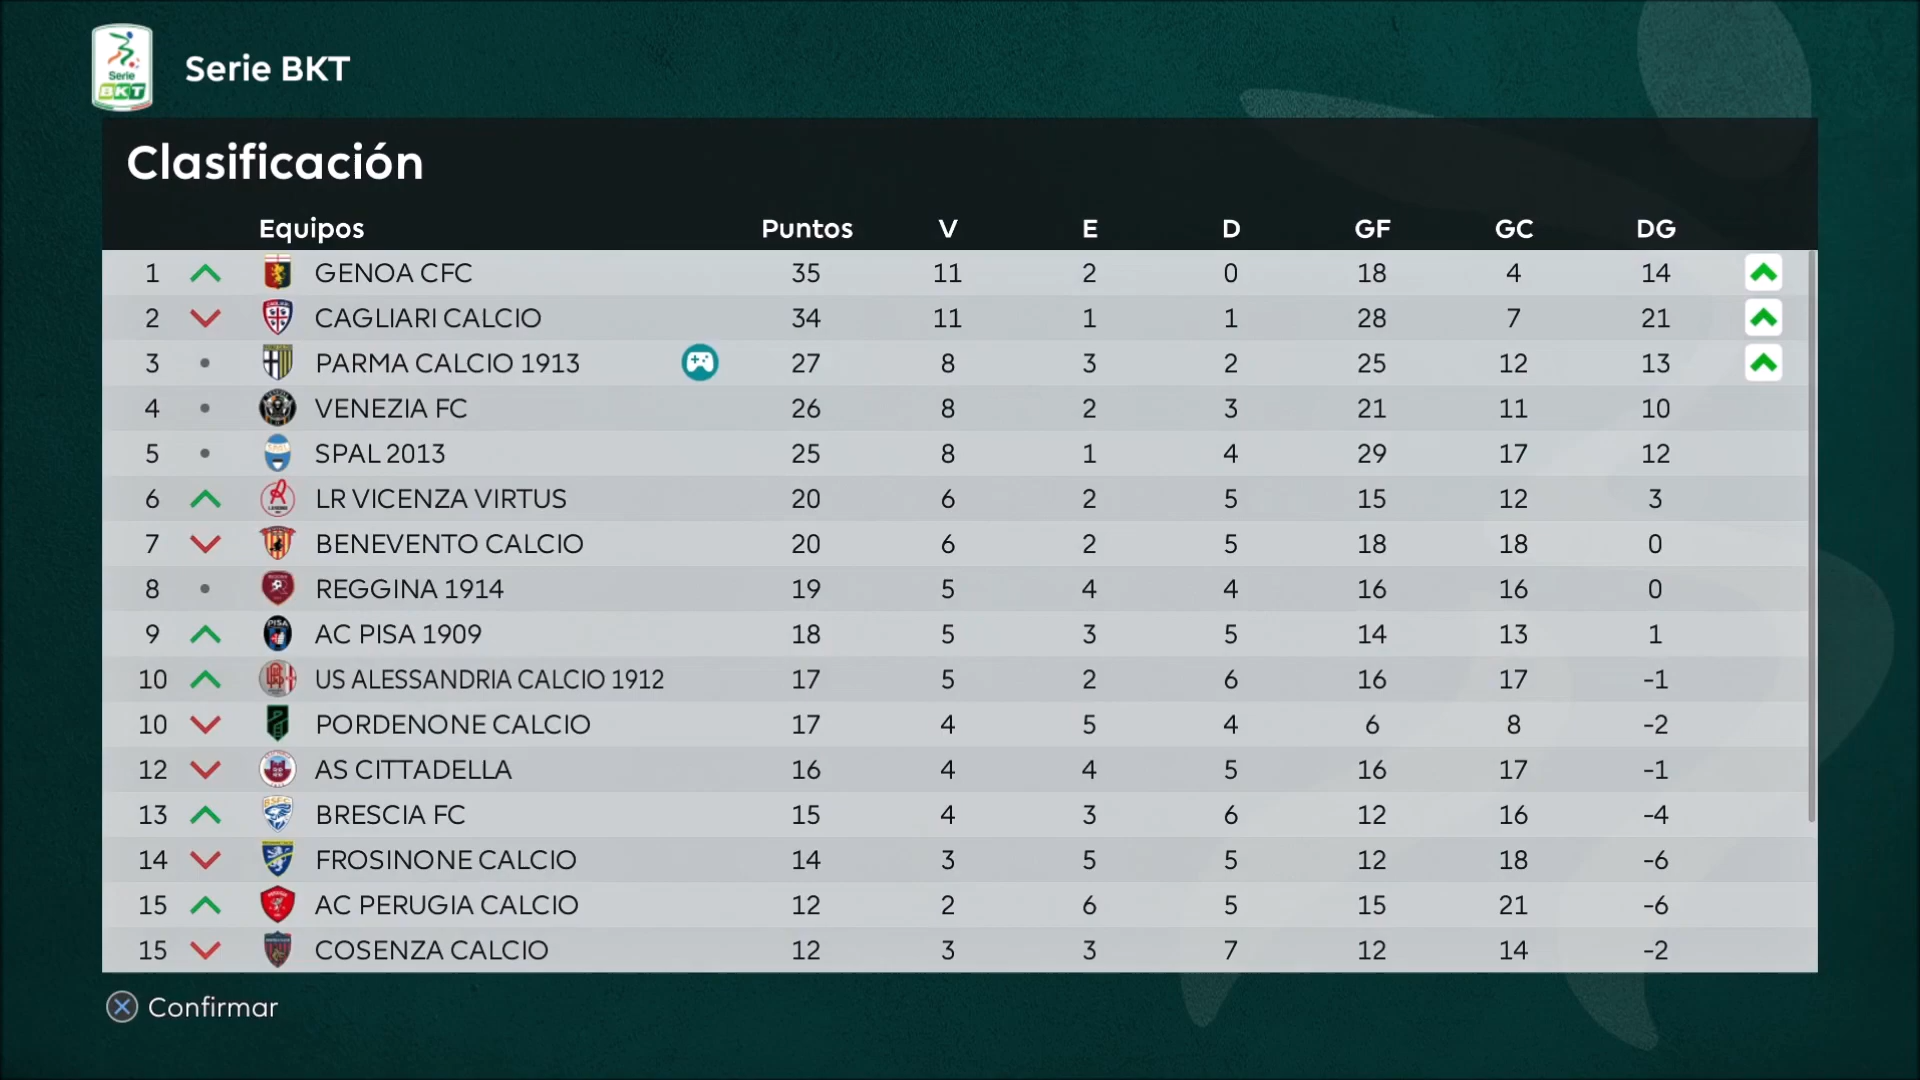 Serie BKT
Serie BKT
Clasificación
Equipos Puntos V E D GF GC DG
1 GENOA CFC 35 11 2 0 18 4 14
2 CAGLIARI CALCIO 34 11 1 1 28 7 21
3 PARMA CALCIO 1913 27 8 3 2 25 12 13
4 VENEZIA FC 26 8 2 3 21 11 10
5 SPAL 2013 25 8 1 4 29 17 12
6 LR VICENZA VIRTUS 20 6 2 5 15 12 3
7 BENEVENTO CALCIO 20 6 2 5 18 18 0
8 REGGINA 1914 19 5 4 4 16 16 0
9 AC PISA 1909 18 5 3 5 14 13 1
10 US ALESSANDRIA CALCIO 1912 17 5 2 6 16 17 -1
10 PORDENONE CALCIO 17 4 5 4 6 8 -2
12 AS CITTADELLA 16 4 4 5 16 17 -1
13 BRESCIA FC 15 4 3 6 12 16 -4
14 FROSINONE CALCIO 14 3 5 5 12 18 -6
15 AC PERUGIA CALCIO 12 2 6 5 15 21 -6
15 COSENZA CALCIO 12 3 3 7 12 14 -2
Confirmar